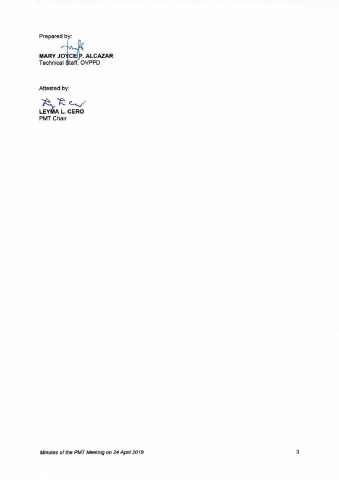 Prepared by:
MARY JOYCE P. ALCAZAR
Technical Staff, OVPPD
Attested by:
LEYMA L. CERO
PMT Chair
Minutes of the PMT Meeting on 24 April 2019
3